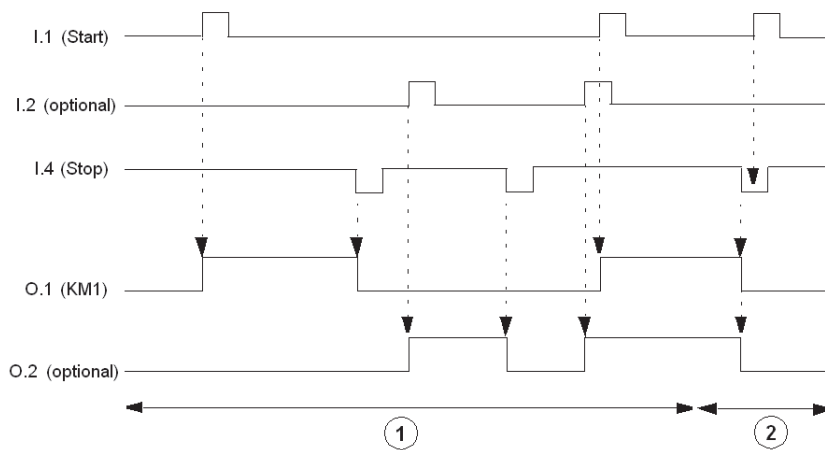 I.1 (Start)
I.2 (optional)
I.4 (Stop)
O.1 (KM1)
O.2 (optional)
1
2